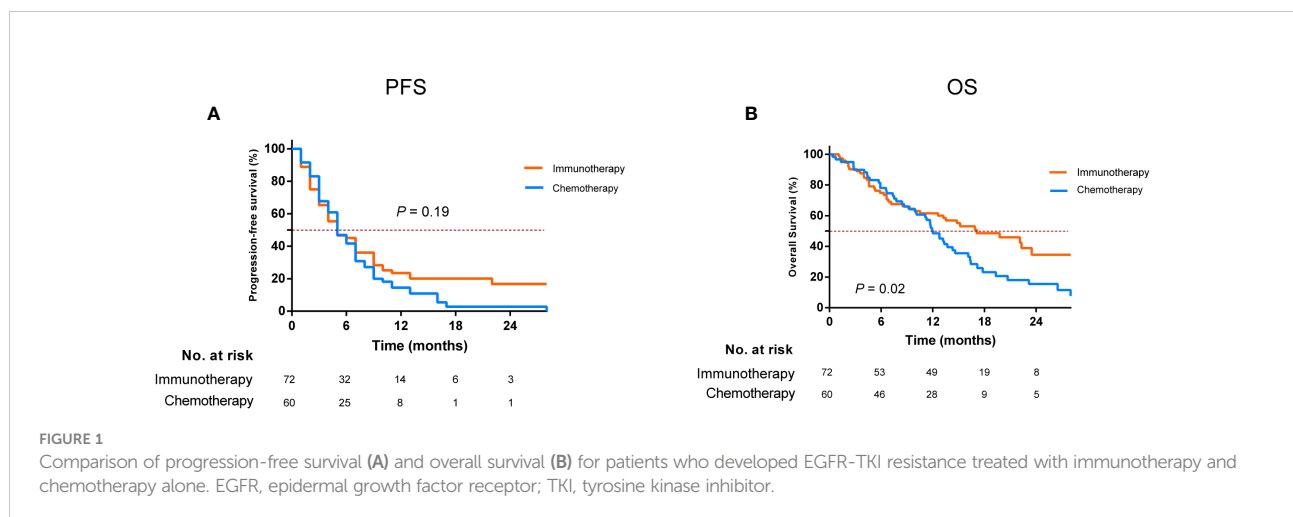 PFS
OS
A
B
Progression-free survival (%)
100
80
60
40
20
0
Immunotherapy
Chemotherapy
P = 0.19
0 6 12 18 24
Time (months)
No. at risk
Immunotherapy 72 32 14 6 3
Chemotherapy 60 25 8 1 1
Overall Survival (%)
100
80
60
40
20
0
Immunotherapy
Chemotherapy
P = 0.02
0 6 12 18 24
Time (months)
No. at risk
Immunotherapy 72 53 49 19 8
Chemotherapy 60 46 28 9 5
FIGURE 1
Comparison of progression-free survival (A) and overall survival (B) for patients who developed EGFR-TKI resistance treated with immunotherapy and
chemotherapy alone. EGFR, epidermal growth factor receptor; TKI, tyrosine kinase inhibitor.